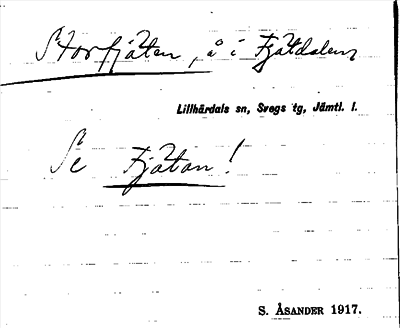 Storfjäten, å i Fjätdalen,
Lillhärdals sn, Svegs tg, Jämtl. l.
Se Fjätan!
S. ÅSANDER 1917.